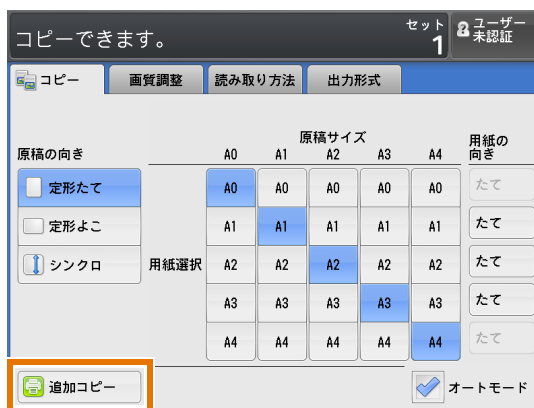 コピーできます。
セット
1
ユーザー
未認証
コピー
画質調整
読み取り方法
出力形式
原稿サイズ
原稿の向き
A0 A1 A2 A3 A4
用紙の
向き
定形たて
A0 A0 A0 A0 A0
たて
定形よこ
A1 A1 A1 A1 A1
たて
シンクロ
用紙選択
A2 A2 A2 A2 A2
たて
A3 A3 A3 A3 A3
たて
A4 A4 A4 A4 A4
たて
追加コピー
オートモード